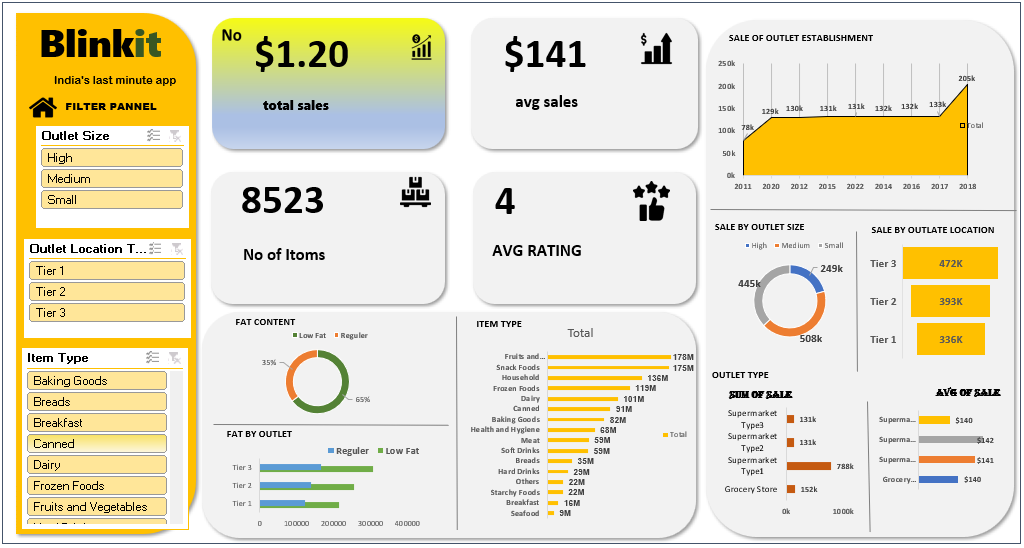 Blinkit
India's last minute app
FILTER PANNEL
Outlet Size
High
Medium
Small
Outlet Location T...
Tier 1
Tier 2
Tier 3
Item Type
Baking Goods
Breads
Breakfast
Canned
Dairy
Frozen Foods
Fruits and Vegetables
No
$1.20
total sales
$141
avg sales
8523
No of Itoms
4
AVG RATING
FAT CONTENT
Low Fat Reguler
35%
65%
FAT BY OUTLET
Reguler Low Fat
Tier 3
Tier 2
Tier 1
0 100000 200000 300000 400000
ITEM TYPE
Total
Fruits and... 178M
Snack Foods 175M
Household 136M
Frozen Foods 119M
Dairy 101M
Canned 91M
Baking Goods 82M
Health and Hygiene 68M
Meat 59M
Soft Drinks 59M
Breads 35M
Hard Drinks 29M
Others 22M
Starchy Foods 22M
Breakfast 16M
Seafood 9M
Total
SALE OF OUTLET ESTABLISHMENT
250k
200k
150k
100k
50k
0k
78k 129k 130k 131k 131k 132k 132k 133k 205k
Total
2011 2020 2012 2015 2022 2014 2016 2017 2018
SALE BY OUTLET SIZE
High Medium Small
249k
445k
508k
SALE BY OUTLATE LOCATION
Tier 3 472K
Tier 2 393K
Tier 1 336K
OUTLET TYPE
SUM OF SALE
Supermarket
Type3 131k
Supermarket
Type2 131k
Supermarket
Type1 788k
Grocery Store 152k
0k 1000k
AVG OF SALE
Superma... $140
Superma... $142
Superma... $141
Grocery... $140